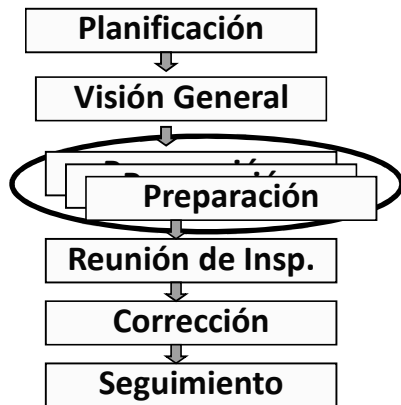 Planificación
Visión General
Preparación
Reunión de Insp.
Corrección
Seguimiento